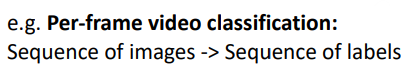 e.g. Per-frame video classification:
Sequence of images -> Sequence of labels